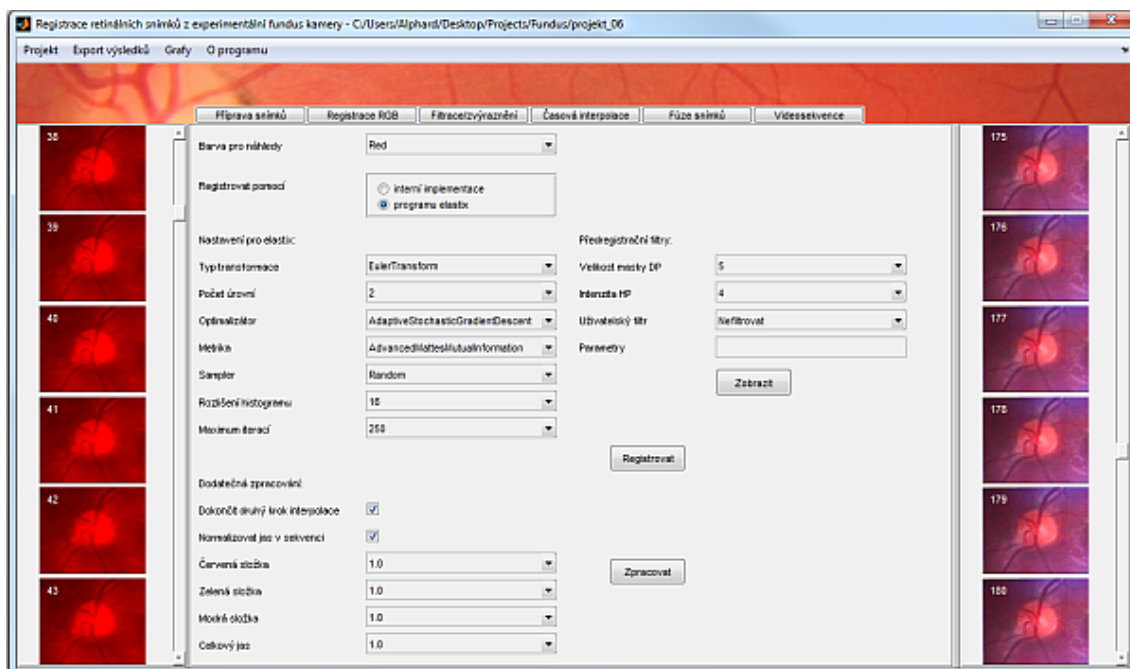 Registrace retinálních snímků z experimentální fundus kamery - C:/Users/Alphard/Desktop/Projects/Fundus/projekt_06
Projekt Export výsledků Grafy O programu
Příprava snímků Registrace RGB Filtrace/zvýraznění Časová interpolace Fúze snímků Videosekvence
38
39
40
41
42
43
Barva pro náhledy Red
Registrovat pomocí interní implementace
programu elastix
Nastavení pro elastix:
Typ transformace EulerTransform
Počet úrovní 2
Optimalizátor AdaptiveStochasticGradientDescent
Metrika AdvancedMattesMutualInformation
Sampler Random
Rozlišení histogramu 16
Maximum iterací 250
Předregistrační filtry:
Velikost masky DP 5
Intenzita HP 4
Uživatelský filtr Nefiltrovat
Parametry
Zobrazit
Registrovat
Dodatečná zpracování:
Dokončit druhý krok interpolace
Normalizovat jas v sekvenci
Červená složka 1.0
Zelená složka 1.0
Modrá složka 1.0
Celkový jas 1.0
Zpracovat
175
176
177
178
179
180